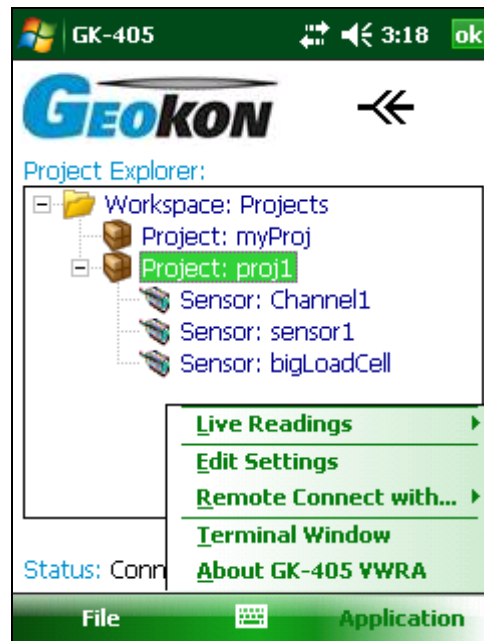 GK-405 3:18 ok
GEOKON
Project Explorer:
Workspace: Projects
Project: myProj
Project: proj1
Sensor: Channel1
Sensor: sensor1
Sensor: bigLoadCell
Live Readings
Edit Settings
Remote Connect with...
Terminal Window
Status: Conn About GK-405 VWRA
File Application